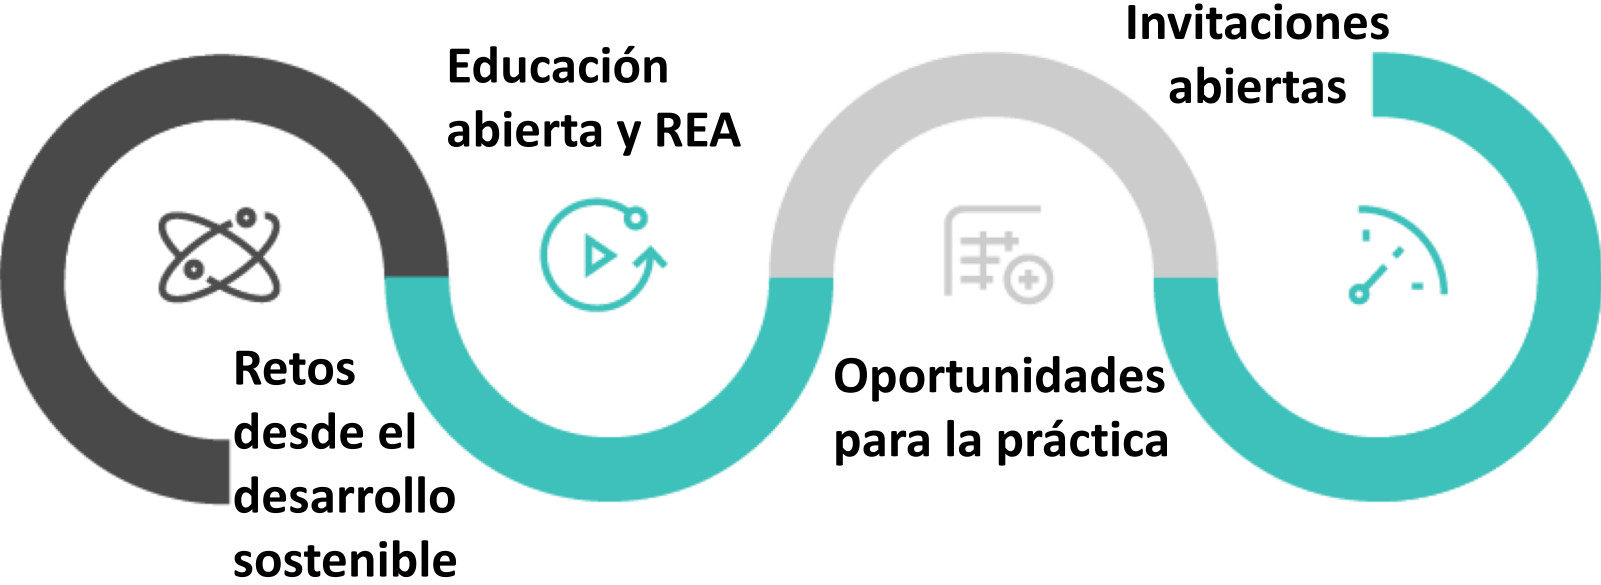 Retos
desde el
desarrollo
sostenible
Educación
abierta y REA
Oportunidades
para la práctica
Invitaciones
abiertas